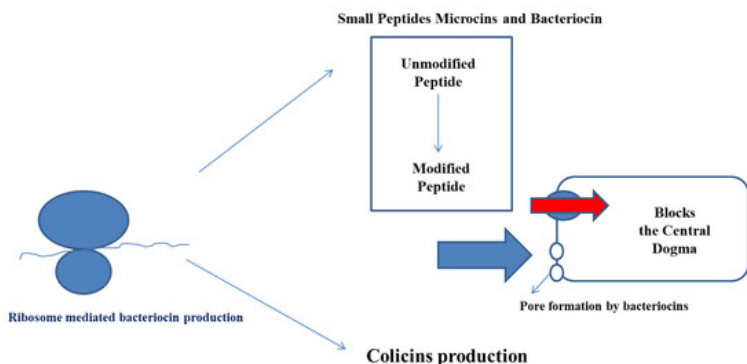 Small Peptides Microcins and Bacteriocin
Unmodified
Peptide
Modified
Peptide
Blocks
the Central
Dogma
Pore formation by bacteriocins
Ribosome mediated bacteriocin production
Colicins production